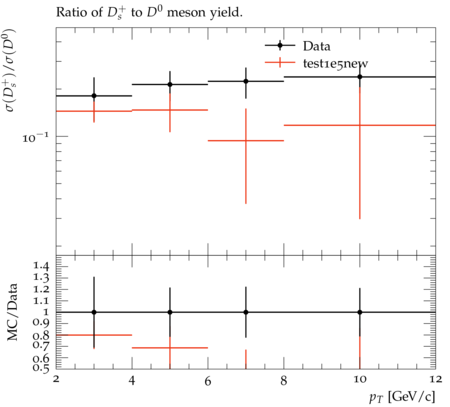 Ratio of D_s^+ to D^0 meson yield.
σ(D_s^+)/σ(D^0)
Data
test1e5new
10^{-1}
MC/Data
1.4
1.3
1.2
1.1
1
0.9
0.8
0.7
0.6
0.5
2 4 6 8 10 12
p_T [GeV/c]